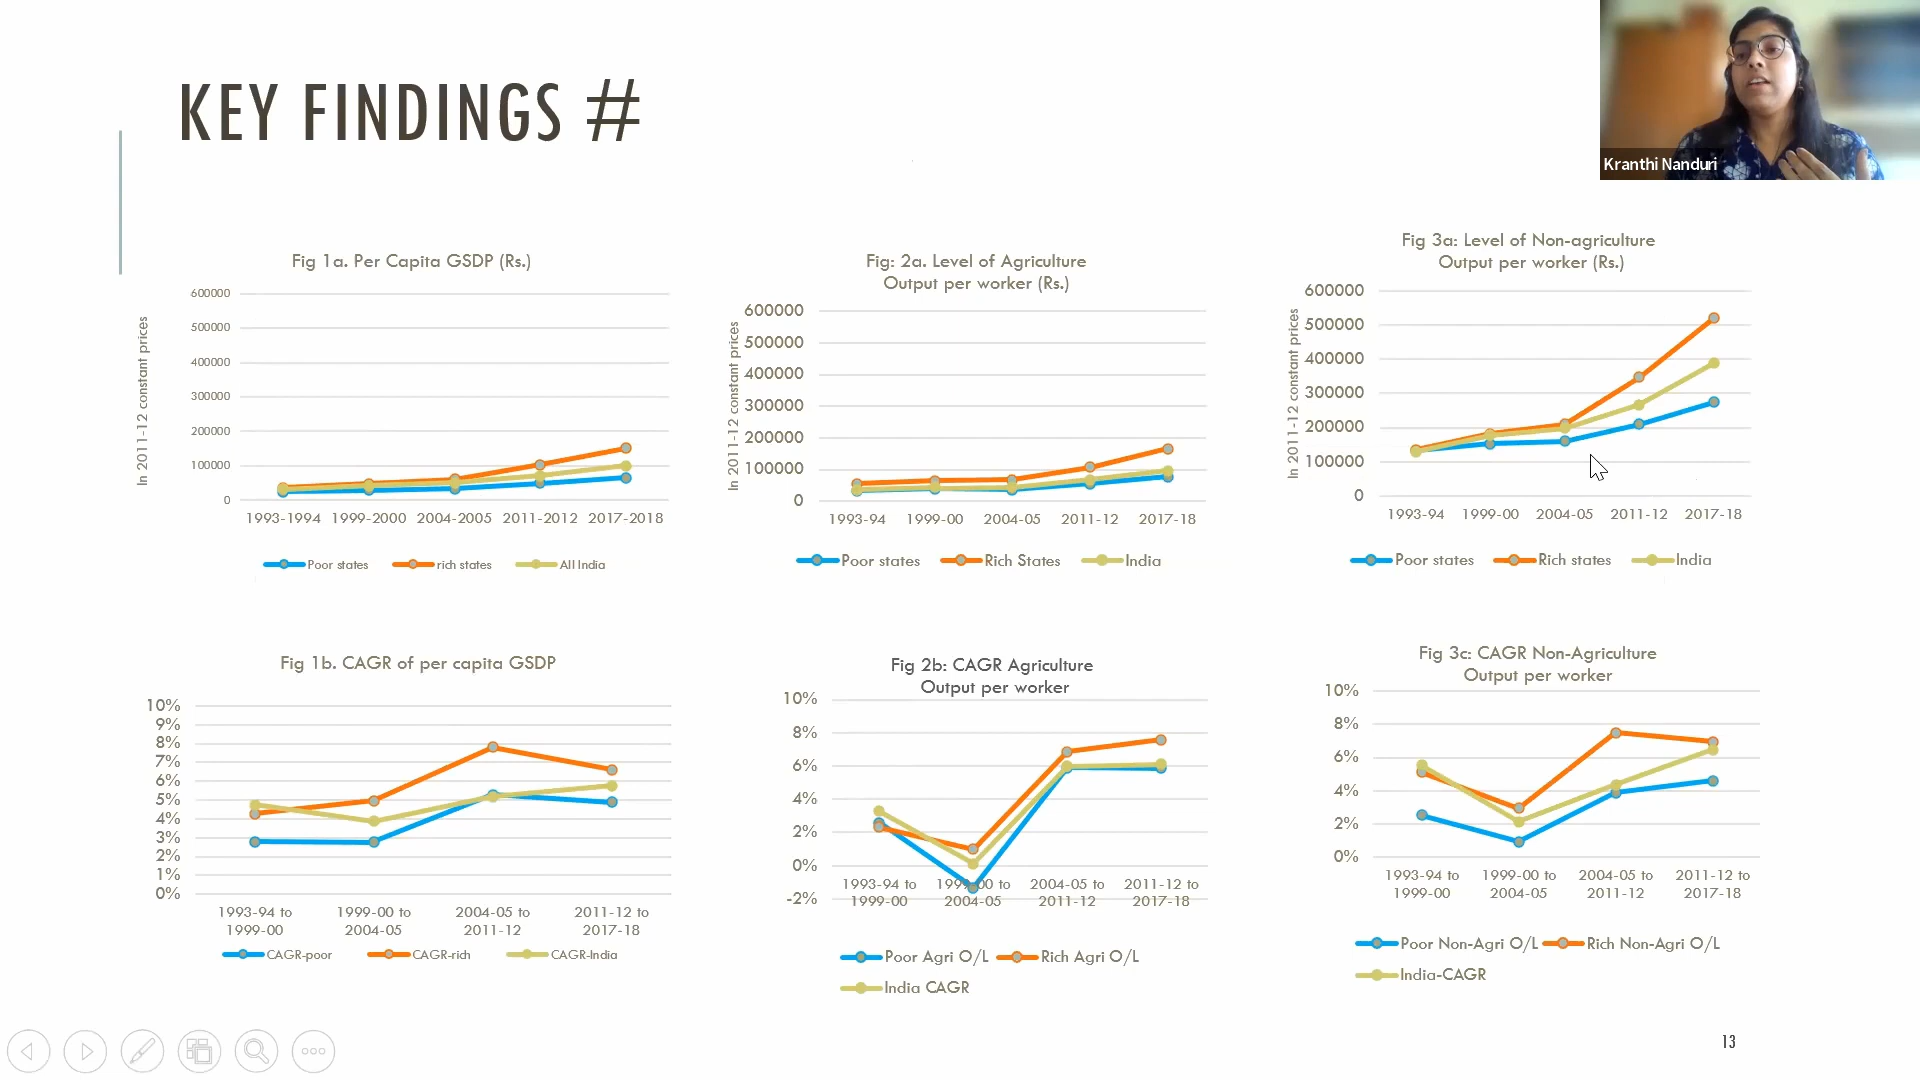 KEY FINDINGS #
Kranthi Nanduri
Fig 1a. Per Capita GSDP (Rs.)
In 2011-12 constant prices
600000
500000
400000
300000
200000
100000
0
1993-1994 1999-2000 2004-2005 2011-2012 2017-2018
Poor states rich states All India
Fig: 2a. Level of Agriculture
Output per worker (Rs.)
In 2011-12 constant prices
600000
500000
400000
300000
200000
100000
0
1993-94 1999-00 2004-05 2011-12 2017-18
Poor states Rich States India
Fig 3a: Level of Non-agriculture
Output per worker (Rs.)
In 2011-12 constant prices
600000
500000
400000
300000
200000
100000
0
1993-94 1999-00 2004-05 2011-12 2017-18
Poor states Rich states India
Fig 1b. CAGR of per capita GSDP
10%
9%
8%
7%
6%
5%
4%
3%
2%
1%
0%
1993-94 to 1999-00 to 2004-05 to 2011-12 to
1999-00 2004-05 2011-12 2017-18
CAGR-poor CAGR-rich CAGR-India
Fig 2b: CAGR Agriculture
Output per worker
10%
8%
6%
4%
2%
0%
-2%
1993-94 to 1999-00 to 2004-05 to 2011-12 to
1999-00 2004-05 2011-12 2017-18
Poor Agri O/L Rich Agri O/L
India CAGR
Fig 3c: CAGR Non-Agriculture
Output per worker
10%
8%
6%
4%
2%
0%
1993-94 to 1999-00 to 2004-05 to 2011-12 to
1999-00 2004-05 2011-12 2017-18
Poor Non-Agri O/L Rich Non-Agri O/L
India-CAGR
13